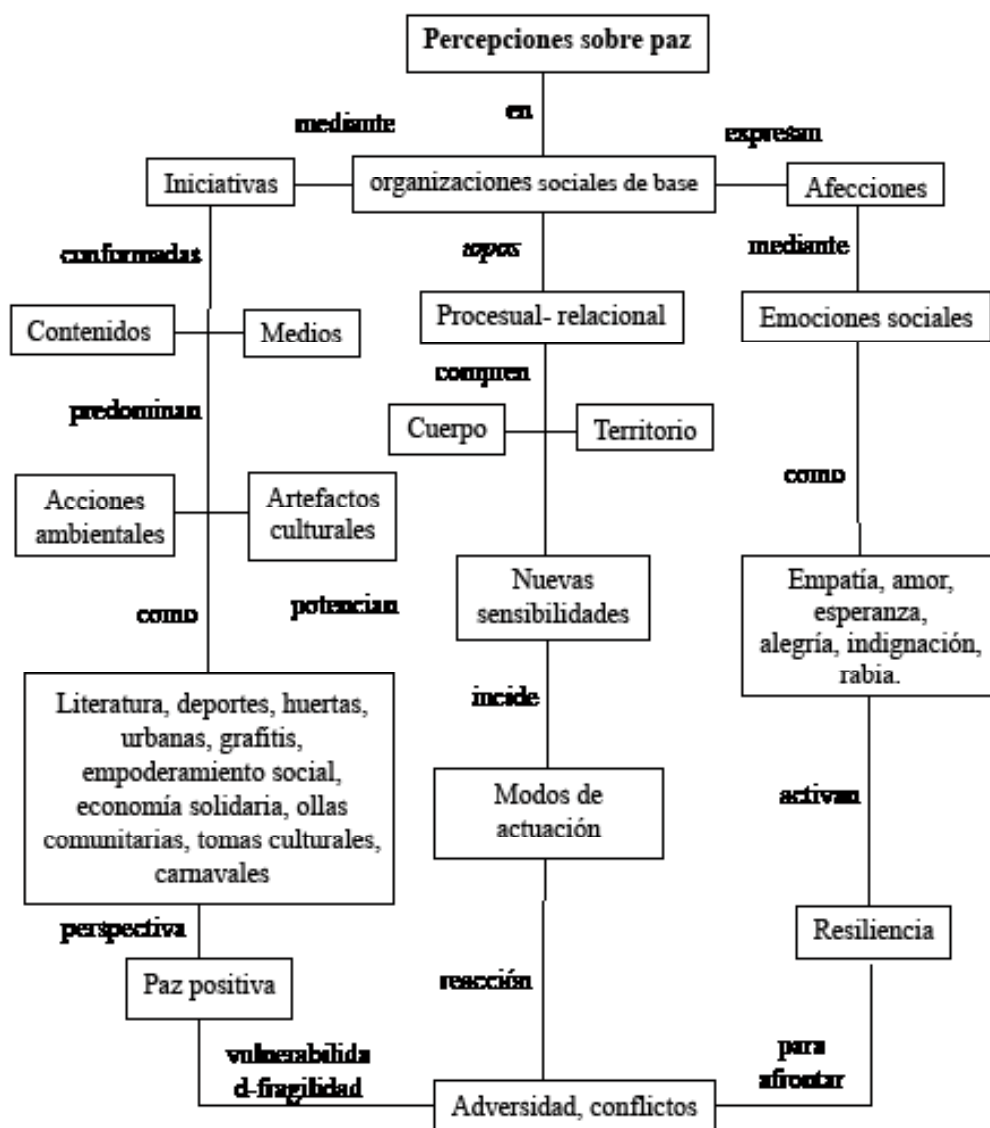 Percepciones sobre paz
mediante
en
expresan
Iniciativas
organizaciones sociales de base
Afecciones
conformadas
topos
mediante
Contenidos
Medios
Procesual- relacional
Emociones sociales
predominan
Cuerpo
Territorio
como
Acciones
ambientales
Artefactos
culturales
como
potencian
Nuevas
sensibilidades
Empatía, amor,
esperanza,
alegría, indignación,
rabia.
Literatura, deportes, huertas,
urbanas, grafitis,
empoderamiento social,
economía solidaria, ollas
comunitarias, tomas culturales,
carnavales
incide
Modos de
actuación
activan
perspectiva
Resiliencia
Paz positiva
reacción
vulnerabilida
d-fragilidad
para
afrontar
Adversidad, conflictos